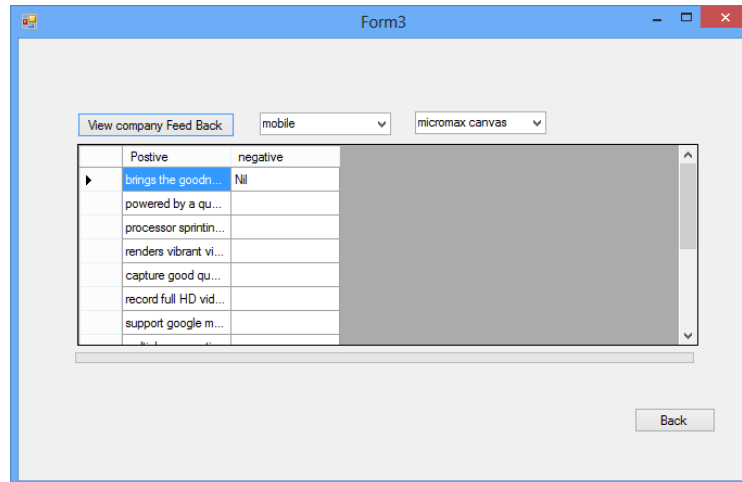 Form3
View company Feed Back mobile micromax canvas
Postive negative
brings the goodn... Nil
powered by a qu...
processor sprintin...
renders vibrant vi...
capture good qu...
record full HD vid...
support google m...
Back